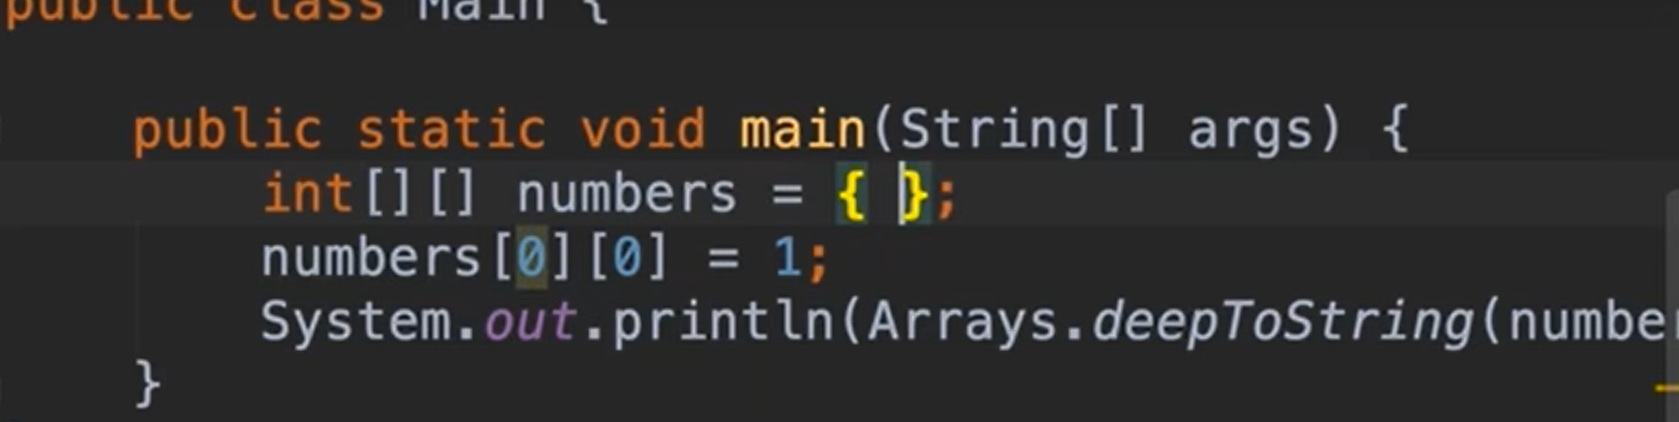 public class Main {
public static void main(String[] args) {
int[][] numbers = { };
numbers[0][0] = 1;
System.out.println(Arrays.deepToString(numbe
}